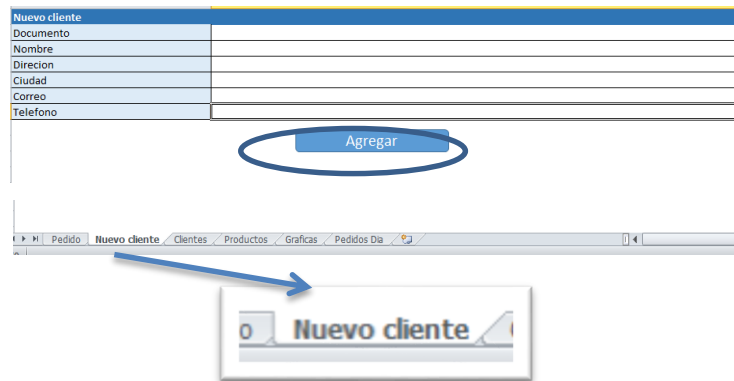 Nuevo cliente
Documento
Nombre
Direcion
Ciudad
Correo
Telefono
Agregar
Pedido Nuevo cliente Clientes Productos Graficas Pedidos Dia
o Nuevo cliente